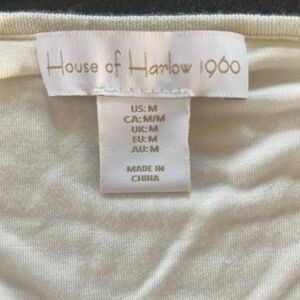 House of Harlow 1960
US: M
CA: M/M
UK: M
EU: M
AU: M
MADE IN
CHINA